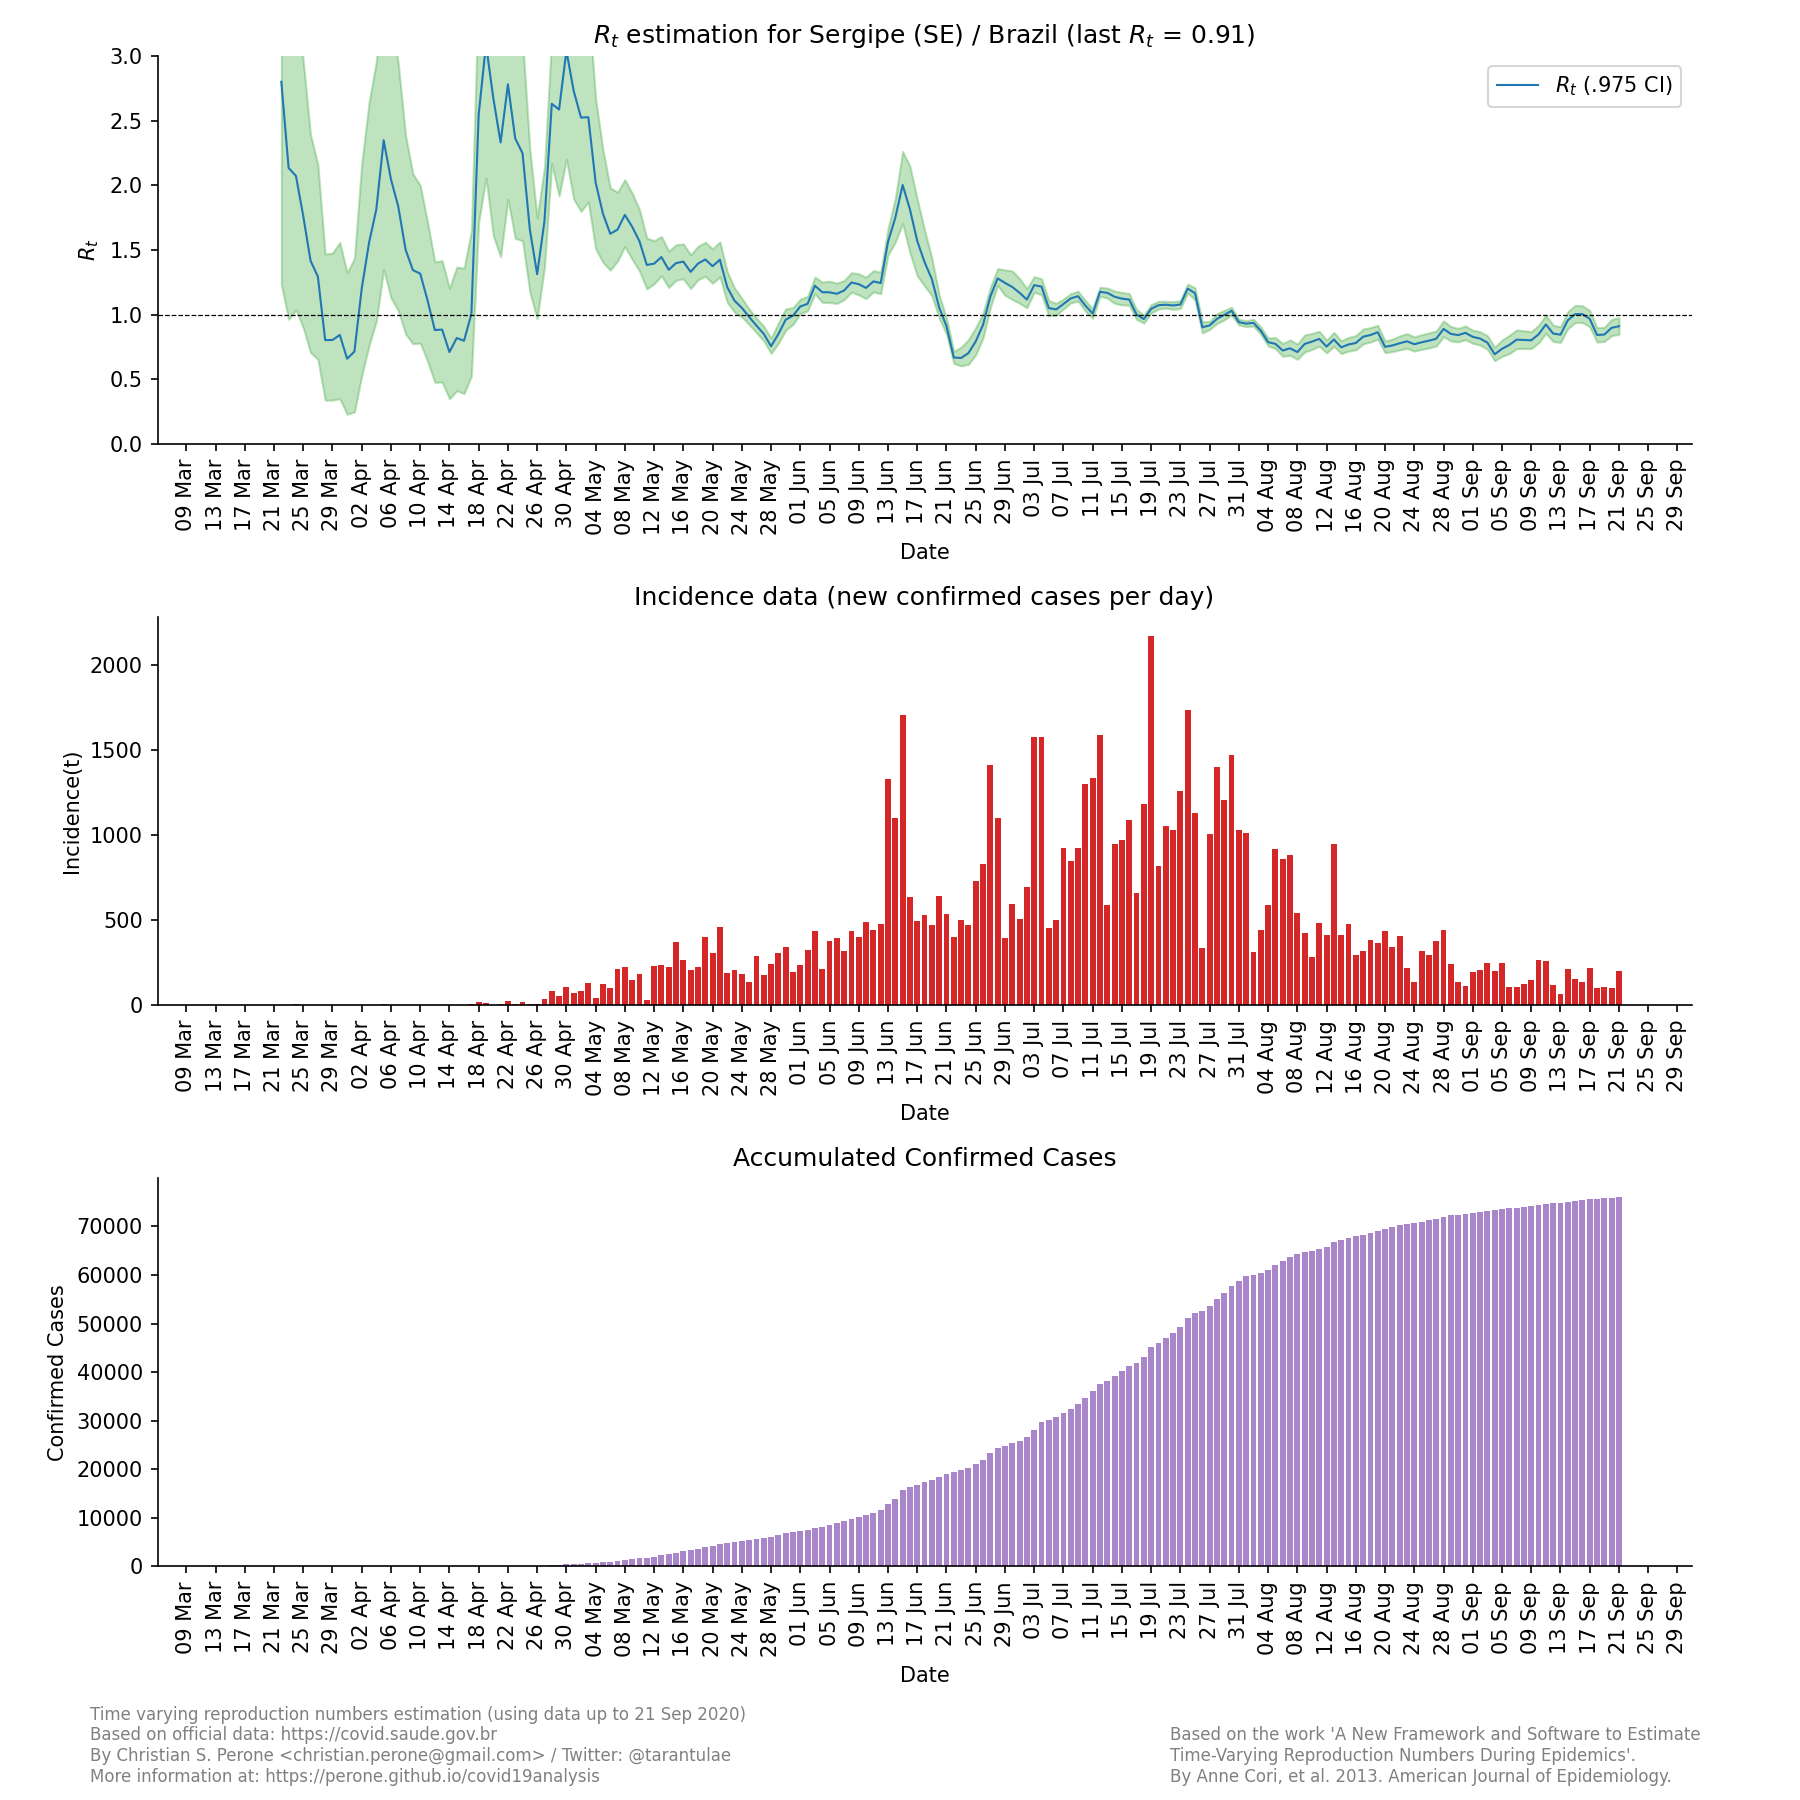 R_t estimation for Sergipe (SE) / Brazil (last R_t = 0.91)
R_t (.975 CI)
R_t
3.0
2.5
2.0
1.5
1.0
0.5
0.0
09 Mar 13 Mar 17 Mar 21 Mar 25 Mar 29 Mar 02 Apr 06 Apr 10 Apr 14 Apr 18 Apr 22 Apr 26 Apr 30 Apr 04 May 08 May 12 May 16 May 20 May 24 May 28 May 01 Jun 05 Jun 09 Jun 13 Jun 17 Jun 21 Jun 25 Jun 29 Jun 03 Jul 07 Jul 11 Jul 15 Jul 19 Jul 23 Jul 27 Jul 31 Jul 04 Aug 08 Aug 12 Aug 16 Aug 20 Aug 24 Aug 28 Aug 01 Sep 05 Sep 09 Sep 13 Sep 17 Sep 21 Sep 25 Sep 29 Sep
Date
Incidence data (new confirmed cases per day)
Incidence(t)
2000
1500
1000
500
0
09 Mar 13 Mar 17 Mar 21 Mar 25 Mar 29 Mar 02 Apr 06 Apr 10 Apr 14 Apr 18 Apr 22 Apr 26 Apr 30 Apr 04 May 08 May 12 May 16 May 20 May 24 May 28 May 01 Jun 05 Jun 09 Jun 13 Jun 17 Jun 21 Jun 25 Jun 29 Jun 03 Jul 07 Jul 11 Jul 15 Jul 19 Jul 23 Jul 27 Jul 31 Jul 04 Aug 08 Aug 12 Aug 16 Aug 20 Aug 24 Aug 28 Aug 01 Sep 05 Sep 09 Sep 13 Sep 17 Sep 21 Sep 25 Sep 29 Sep
Date
Accumulated Confirmed Cases
Confirmed Cases
70000
60000
50000
40000
30000
20000
10000
0
09 Mar 13 Mar 17 Mar 21 Mar 25 Mar 29 Mar 02 Apr 06 Apr 10 Apr 14 Apr 18 Apr 22 Apr 26 Apr 30 Apr 04 May 08 May 12 May 16 May 20 May 24 May 28 May 01 Jun 05 Jun 09 Jun 13 Jun 17 Jun 21 Jun 25 Jun 29 Jun 03 Jul 07 Jul 11 Jul 15 Jul 19 Jul 23 Jul 27 Jul 31 Jul 04 Aug 08 Aug 12 Aug 16 Aug 20 Aug 24 Aug 28 Aug 01 Sep 05 Sep 09 Sep 13 Sep 17 Sep 21 Sep 25 Sep 29 Sep
Date
Time varying reproduction numbers estimation (using data up to 21 Sep 2020)
Based on official data: https://covid.saude.gov.br
By Christian S. Perone <christian.perone@gmail.com> / Twitter: @tarantulae
More information at: https://perone.github.io/covid19analysis
Based on the work 'A New Framework and Software to Estimate
Time-Varying Reproduction Numbers During Epidemics'.
By Anne Cori, et al. 2013. American Journal of Epidemiology.